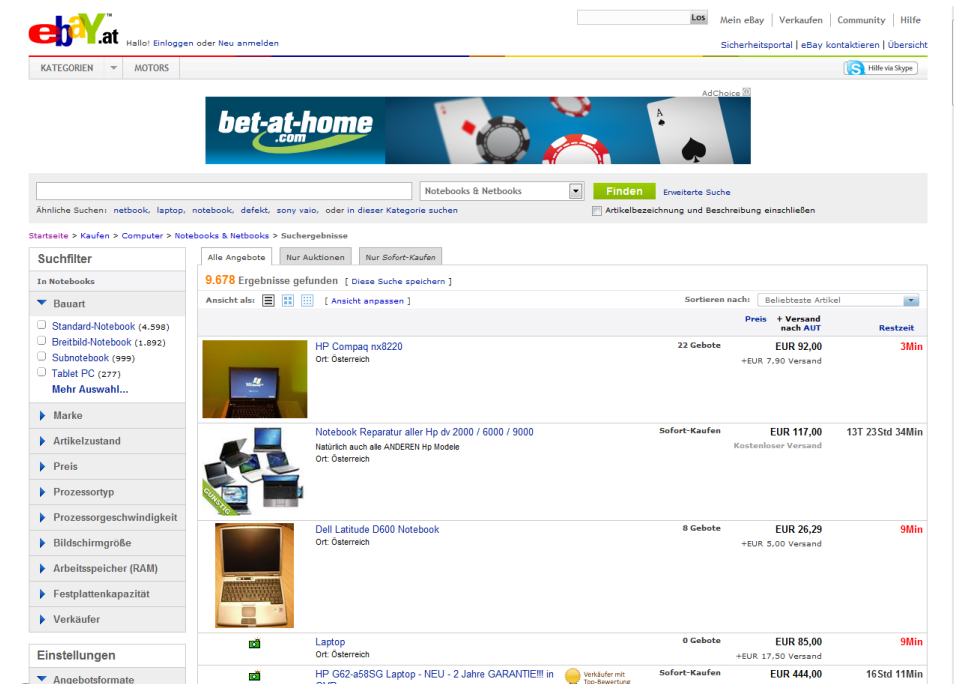 Los
Mein eBay | Verkaufen | Community | Hilfe
ebaY™.at
Hallo! Einloggen oder Neu anmelden
Sicherheitsportal | eBay kontaktieren | Übersicht
KATEGORIEN MOTORS
Hilfe via Skype
AdChoice
bet-at-home
.com
A
Notebooks & Netbooks
Finden
Erweiterte Suche
Ähnliche Suchen: netbook, laptop, notebook, defekt, sony vaio, oder in dieser Kategorie suchen
Artikelbezeichnung und Beschreibung einschließen
Startseite > Kaufen > Computer > Notebooks & Netbooks > Suchergebnisse
Suchfilter
In Notebooks
Bauart
Standard-Notebook (4.598)
Breitbild-Notebook (1.892)
Subnotebook (999)
Tablet PC (277)
Mehr Auswahl...
Marke
Artikelzustand
Preis
Prozessortyp
Prozessorgeschwindigkeit
Bildschirmgröße
Arbeitsspeicher (RAM)
Festplattenkapazität
Verkäufer
Einstellungen
Angebotsformate
Alle Angebote Nur Auktionen Nur Sofort-Kaufen
9.678 Ergebnisse gefunden [ Diese Suche speichern ]
Ansicht als: [ Ansicht anpassen ]
Sortieren nach: Beliebteste Artikel
Preis + Versand
nach AUT
Restzeit
HP Compaq nx8220
Ort: Österreich
22 Gebote
EUR 92,00
+EUR 7,90 Versand
3Min
GÜNSTIG
Notebook Reparatur aller Hp dv 2000 / 6000 / 9000
Natürlich auch alle ANDEREN Hp Modele
Ort: Österreich
Sofort-Kaufen
EUR 117,00
Kostenloser Versand
13T 23Std 34Min
Dell Latitude D600 Notebook
Ort: Österreich
8 Gebote
EUR 26,29
+EUR 5,00 Versand
9Min
Laptop
Ort: Österreich
0 Gebote
EUR 85,00
+EUR 17,50 Versand
9Min
HP G62-a58SG Laptop - NEU - 2 Jahre GARANTIE!!! in
Verkäufer mit
Top-Bewertung
Sofort-Kaufen
EUR 444,00
16Std 11Min